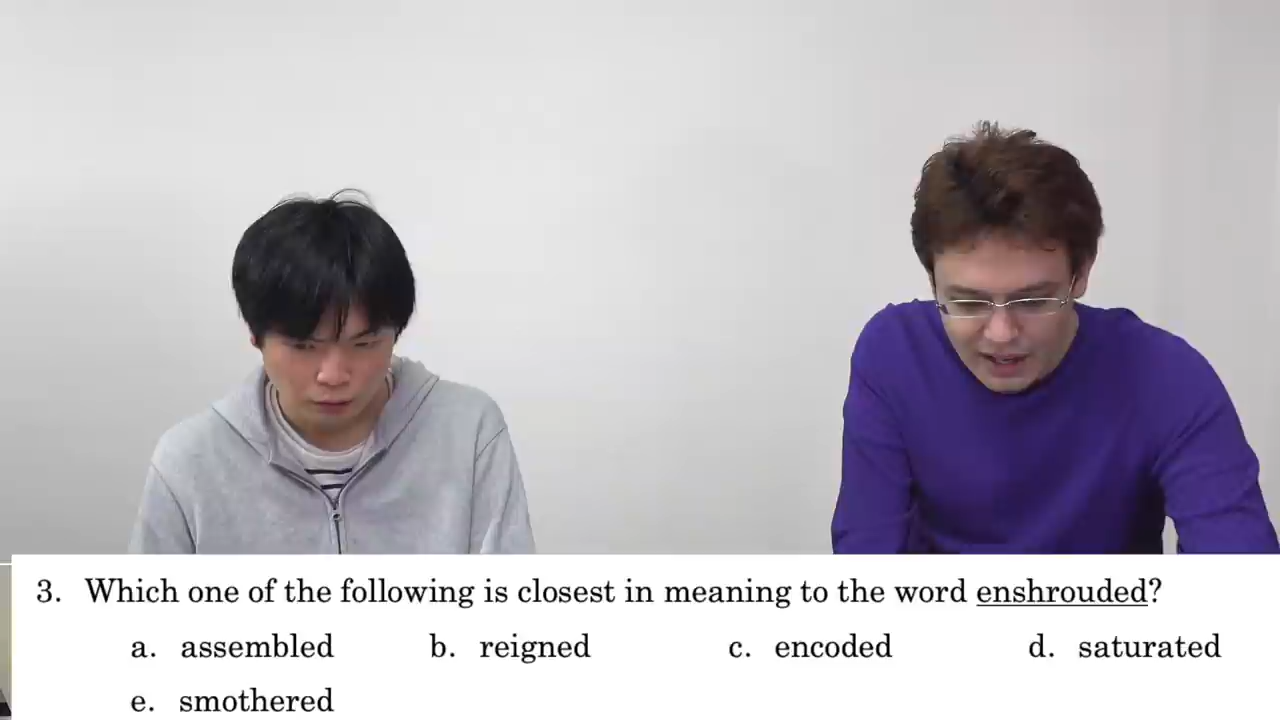 3. Which one of the following is closest in meaning to the word enshrouded?
a. assembled b. reigned c. encoded d. saturated
e. smothered